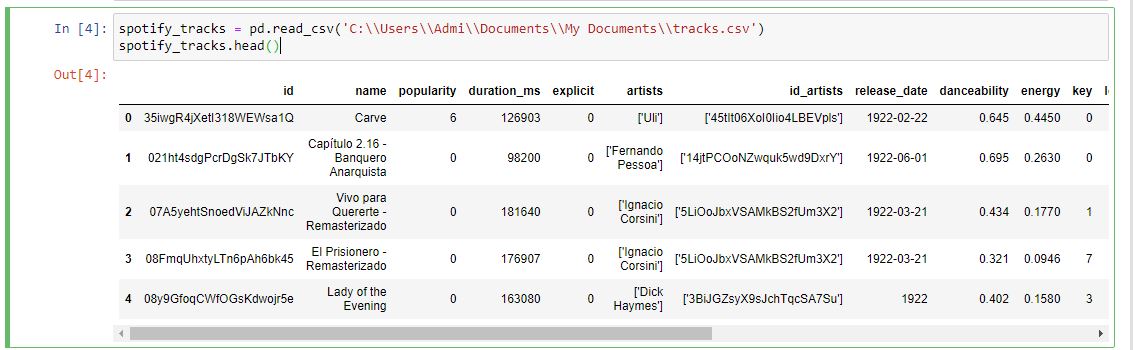 In [4]: spotify_tracks = pd.read_csv('C:\\Users\\Admi\\Documents\\My Documents\\tracks.csv')
spotify_tracks.head()
Out[4]:
id name popularity duration_ms explicit artists id_artists release_date danceability energy key
0 35iwgR4jXetI318WEWsa1Q Carve 6 126903 0 ['Uli'] ['45tIt06XoI0Iio4LBEVpls'] 1922-02-22 0.645 0.4450 0
1 021ht4sdgPcrDgSk7JTbKY Capítulo 2.16 - Banquero Anarquista 0 98200 0 ['Fernando Pessoa'] ['14jtPCOoNZwquk5wd9DxrY'] 1922-06-01 0.695 0.2630 0
2 07A5yehtSnoedViJAZkNnc Vivo para Quererte - Remasterizado 0 181640 0 ['Ignacio Corsini'] ['5LiOoJbxVSAMkBS2fUm3X2'] 1922-03-21 0.434 0.1770 1
3 08FmqUhxtyLTn6pAh6bk45 El Prisionero - Remasterizado 0 176907 0 ['Ignacio Corsini'] ['5LiOoJbxVSAMkBS2fUm3X2'] 1922-03-21 0.321 0.0946 7
4 08y9GfoqCWfOGsKdwojr5e Lady of the Evening 0 163080 0 ['Dick Haymes'] ['3BiJGZsyX9sJchTqcSA7Su'] 1922 0.402 0.1580 3